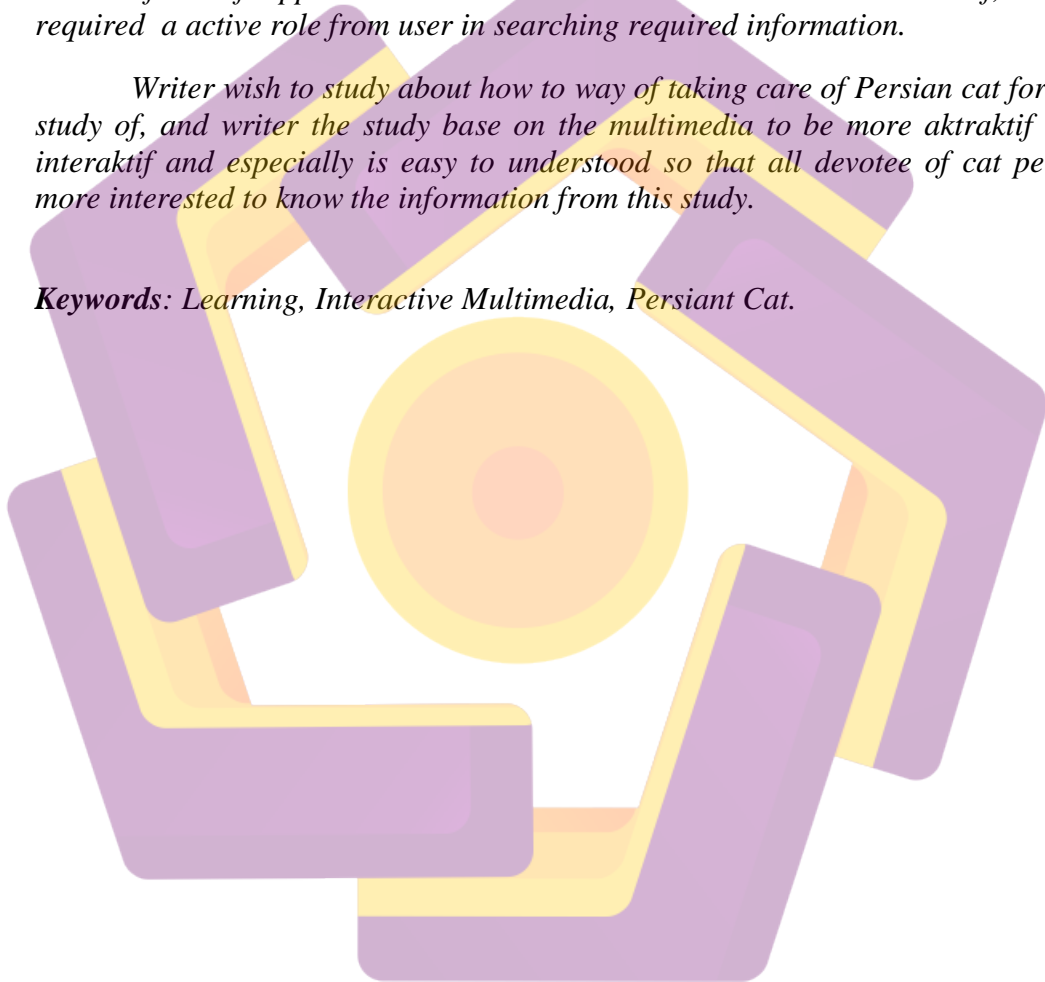 required a active role from user in searching required information.
Writer wish to study about how to way of taking care of Persian cat for
study of, and writer the study base on the multimedia to be more aktraktif
interaktif and especially is easy to understood so that all devotee of cat pe
more interested to know the information from this study.
Keywords: Learning, Interactive Multimedia, Persiant Cat.